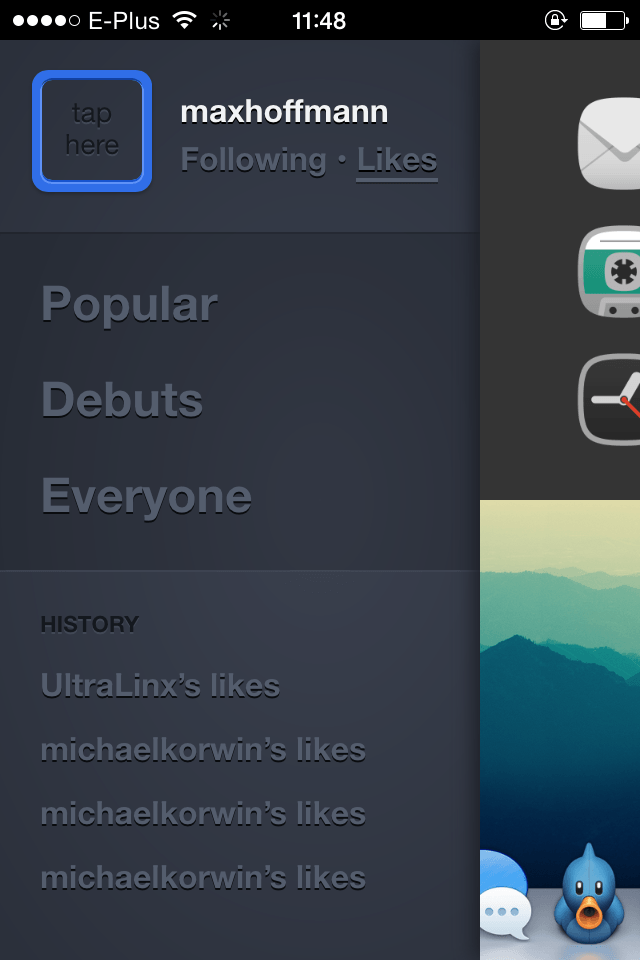 E-Plus 11:48
tap
here
maxhoffmann
Following • Likes
Popular
Debuts
Everyone
HISTORY
UltraLinx’s likes
michaelkorwin’s likes
michaelkorwin’s likes
michaelkorwin’s likes